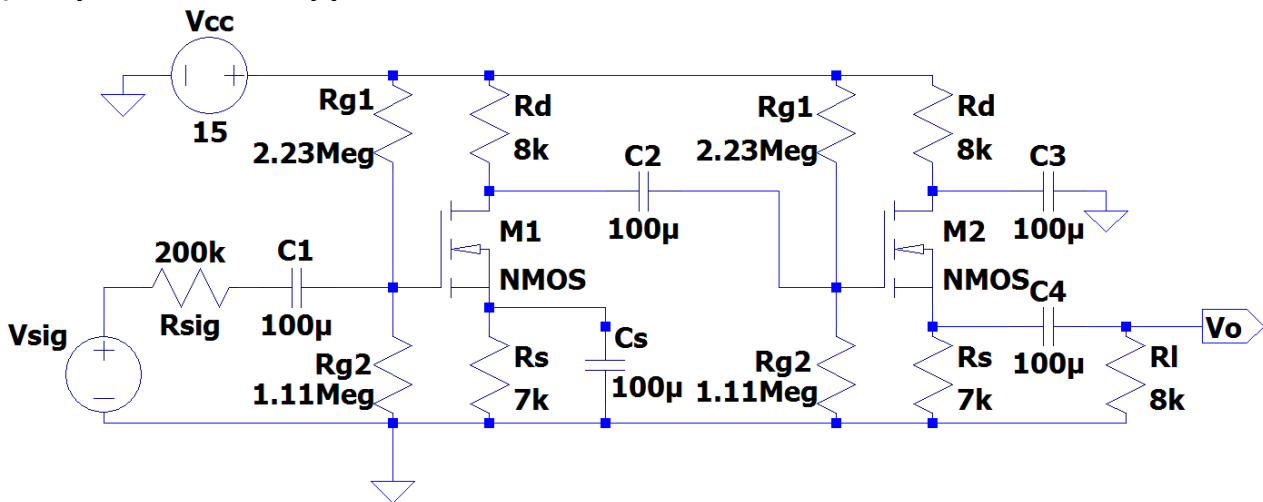 Vcc
15
Rg1
2.23Meg
Rd
8k
C2
100µ
Rg1
2.23Meg
Rd
8k
C3
100µ
M1
NMOS
M2
NMOS
200k
Rsig
C1
100µ
Vsig
Rg2
1.11Meg
Rs
7k
Cs
100µ
Rg2
1.11Meg
Rs
7k
C4
100µ
Rl
8k
Vo